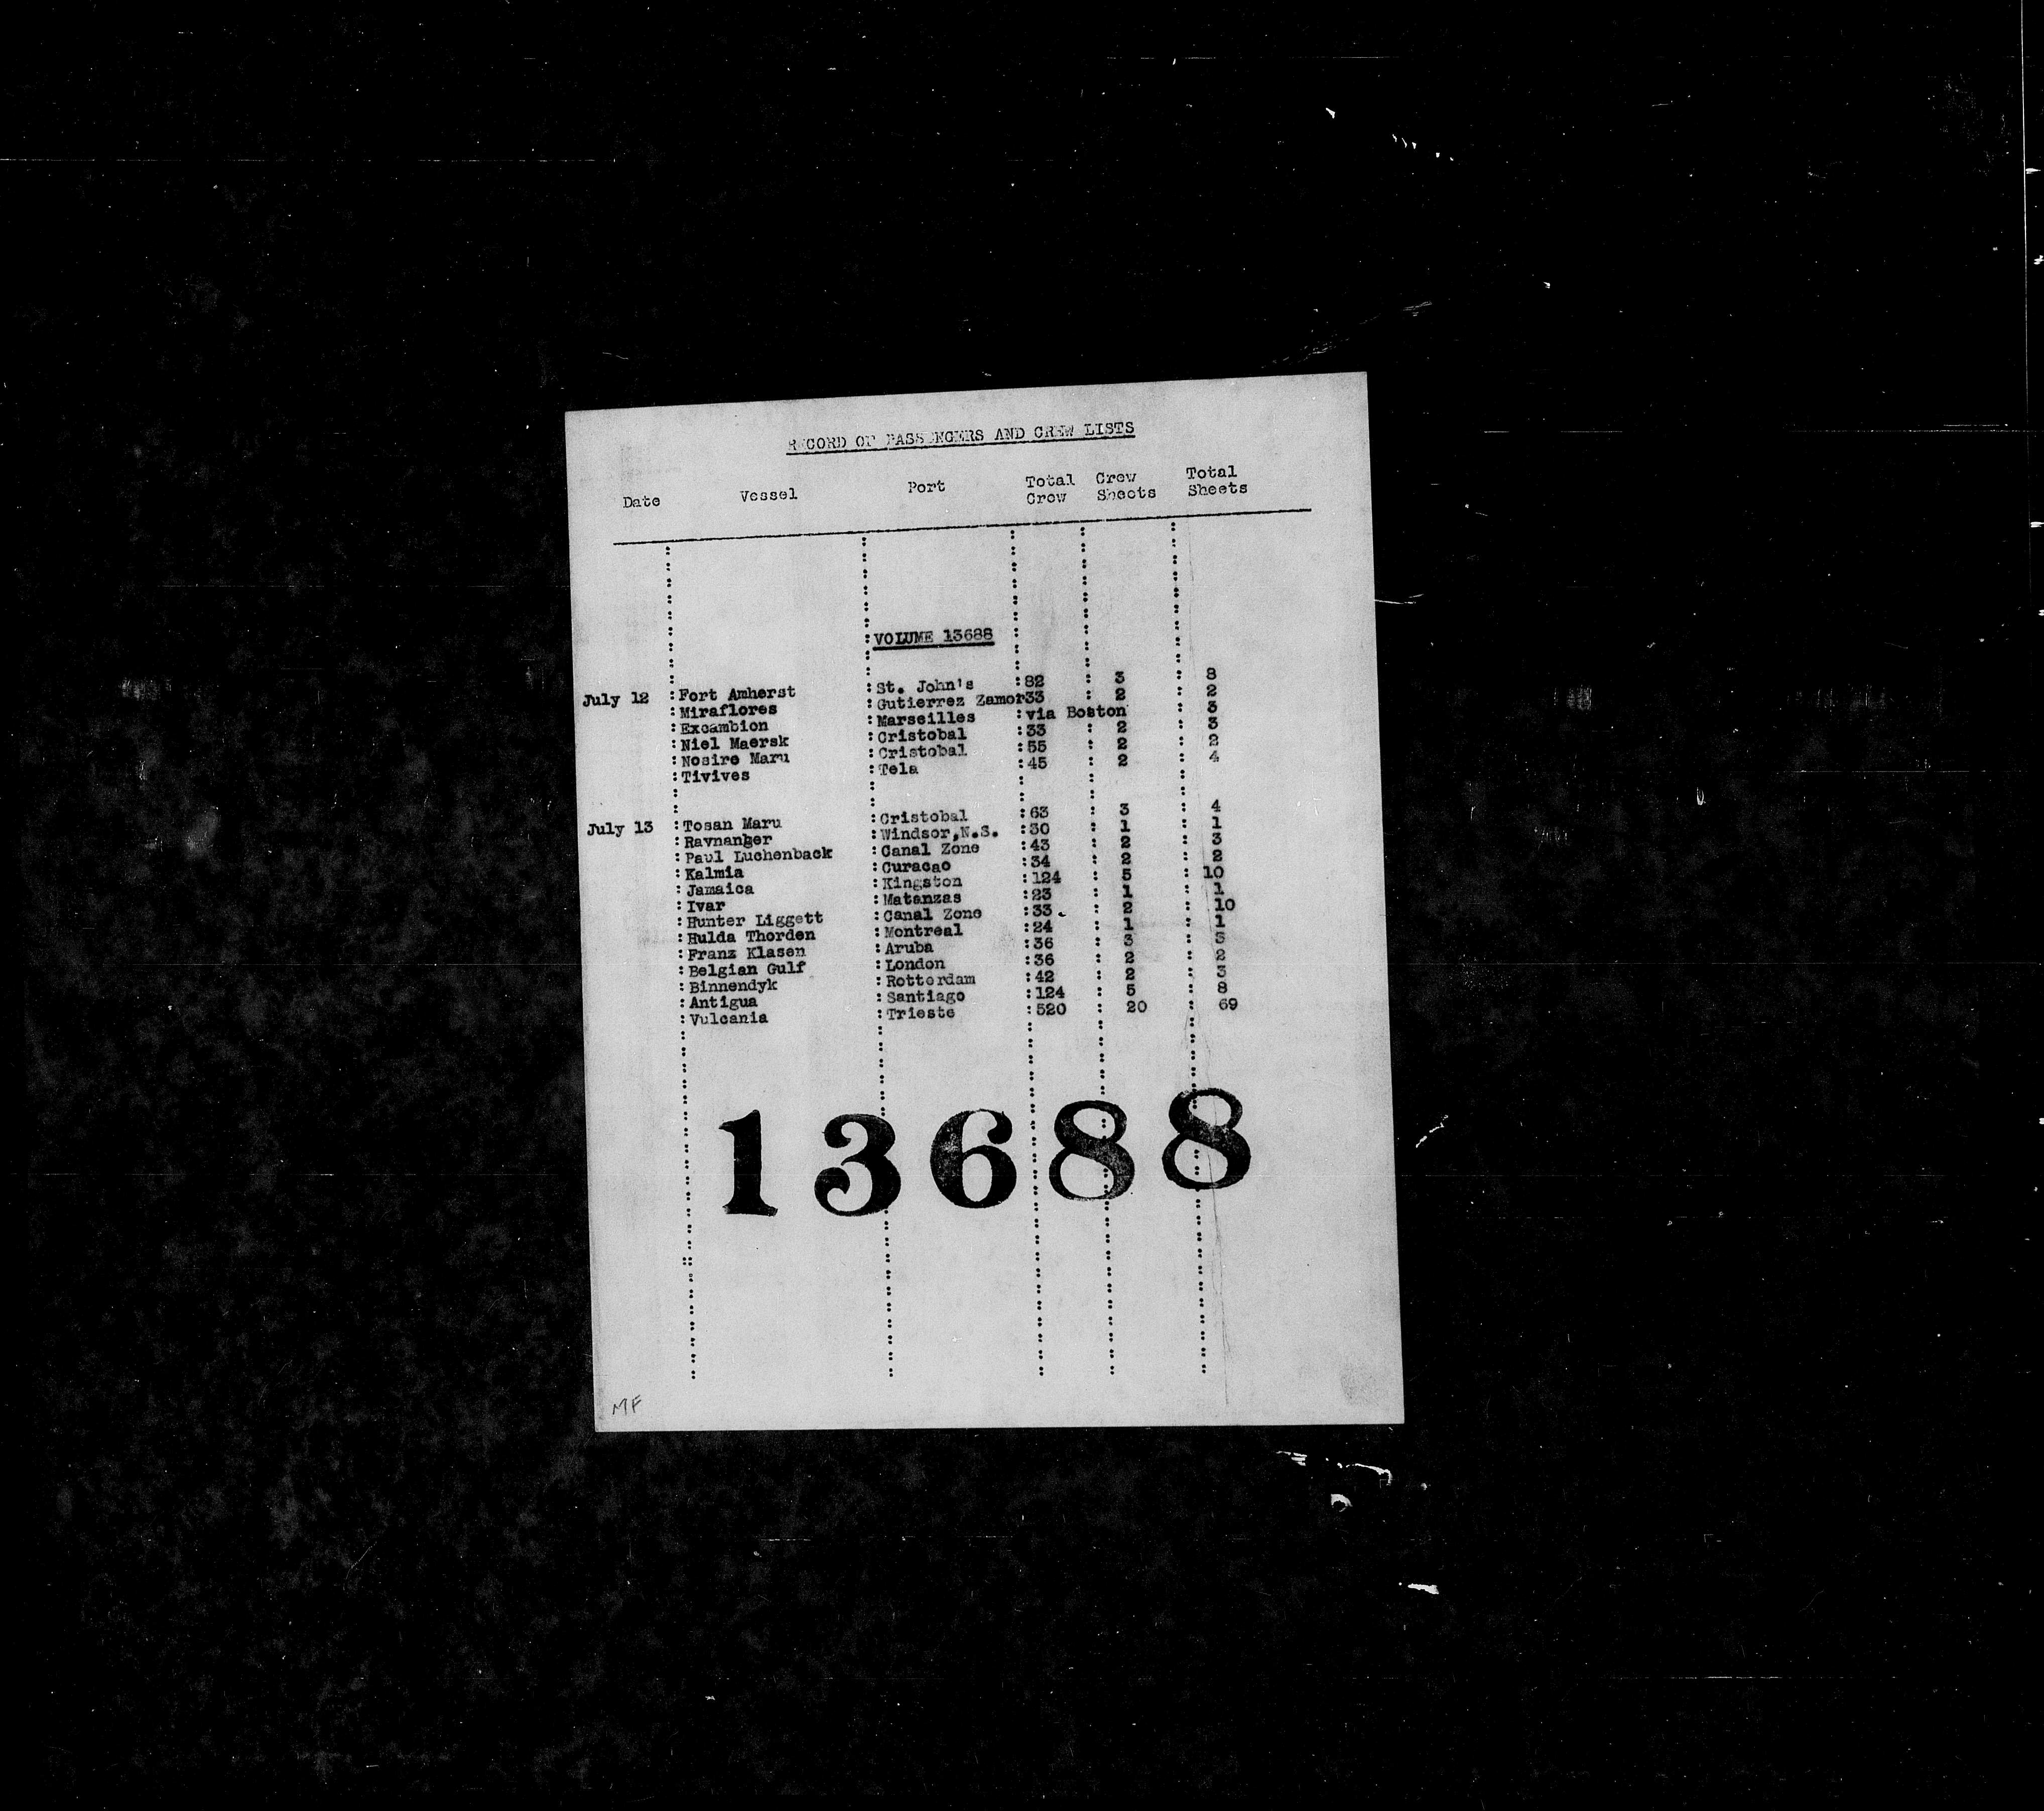 RECORD OF PASSENGERS AND CREW LISTS
Date Vessel Port Total Crew Crew Sheets Total Sheets
VOLUME 13688
July 12 :Fort Amherst :St. John's :82 : 3 : 8
:Miraflores :Gutierrez Zamor33 : 2 : 2
:Excambion :Marseilles :via Boston : 3
:Niel Maersk :Cristobal :33 : 2 : 3
:Nosiro Maru :Cristobal :55 : 2 : 2
:Tivives :Tela :45 : 2 : 4
July 13 :Tosan Maru :Cristobal :63 : 3 : 4
:Ravnanger :Windsor,N.S. :30 : 1 : 1
:Paul Luchenback :Canal Zone :43 : 2 : 3
:Kalmia :Curacao :34 : 2 : 2
:Jamaica :Kingston :124 : 5 : 10
:Ivar :Matanzas :23 : 1 : 1
:Hunter Liggett :Canal Zone :33. : 2 : 10
:Hulda Thorden :Montreal :24 : 1 : 1
:Franz Klasen :Aruba :36 : 3 : 5
:Belgian Gulf :London :36 : 2 : 2
:Binnendyk :Rotterdam :42 : 2 : 3
:Antigua :Santiago :124 : 5 : 8
:Vulcania :Trieste :520 : 20 : 69
13688
MF